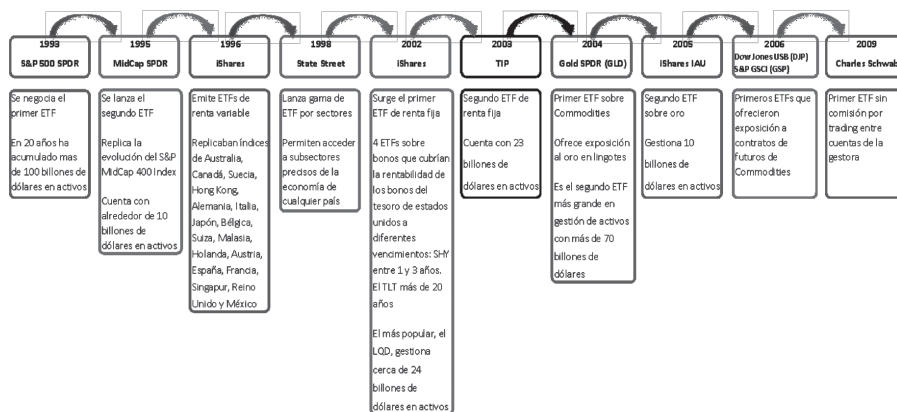 1993
S&P 500 SPDR
Se negocia el
primer ETF
En 20 años ha
acumulado mas
de 100 billones de
dólares en activos
1995
MidCap SPDR
Se lanza el
segundo ETF
Replica la
evolución del S&P
MidCap 400 Index
Cuenta con
alrededor de 10
billones de
dólares en activos
1996
iShares
Emite ETFs de
renta variable
Replicaban índices
de Australia,
Canadá, Suecia,
Hong Kong,
Alemania, Italia,
Japón, Bélgica,
Suiza, Malasia,
Holanda, Austria,
España, Francia,
Singapur, Reino
Unido y México
1998
State Street
Lanza gama de
ETF por sectores
Permiten acceder
a subsectores
precisos de la
economía de
cualquier país
2002
iShares
Surge el primer
ETF de renta fija
4 ETFs sobre
bonos que cubrían
la rentabilidad de
los bonos del
tesoro de estados
unidos a
diferentes
vencimientos: SHY
entre 1 y 3 años.
El TLT más de 20
años
El más popular, el
LQD, gestiona
cerca de 24
billones de
dólares en activos
2003
TIP
Segundo ETF de
renta fija
Cuenta con 23
billones de
dólares en activos
2004
Gold SPDR (GLD)
Primer ETF sobre
Commodities
Ofrece exposición
al oro en lingotes
Es el segundo ETF
más grande en
gestión de activos
con más de 70
billones de
dólares
2005
iShares IAU
Segundo ETF
sobre oro
Gestiona 10
billones de
dólares en activos
2006
Dow Jones USB (DJP)
S&P GSCI (GSP)
Primeros ETFs que
ofrecieron
exposición a
contratos de
futuros de
Commodities
2009
Charles Schwab
Primer ETF sin
comisión por
trading entre
cuentas de la
gestora